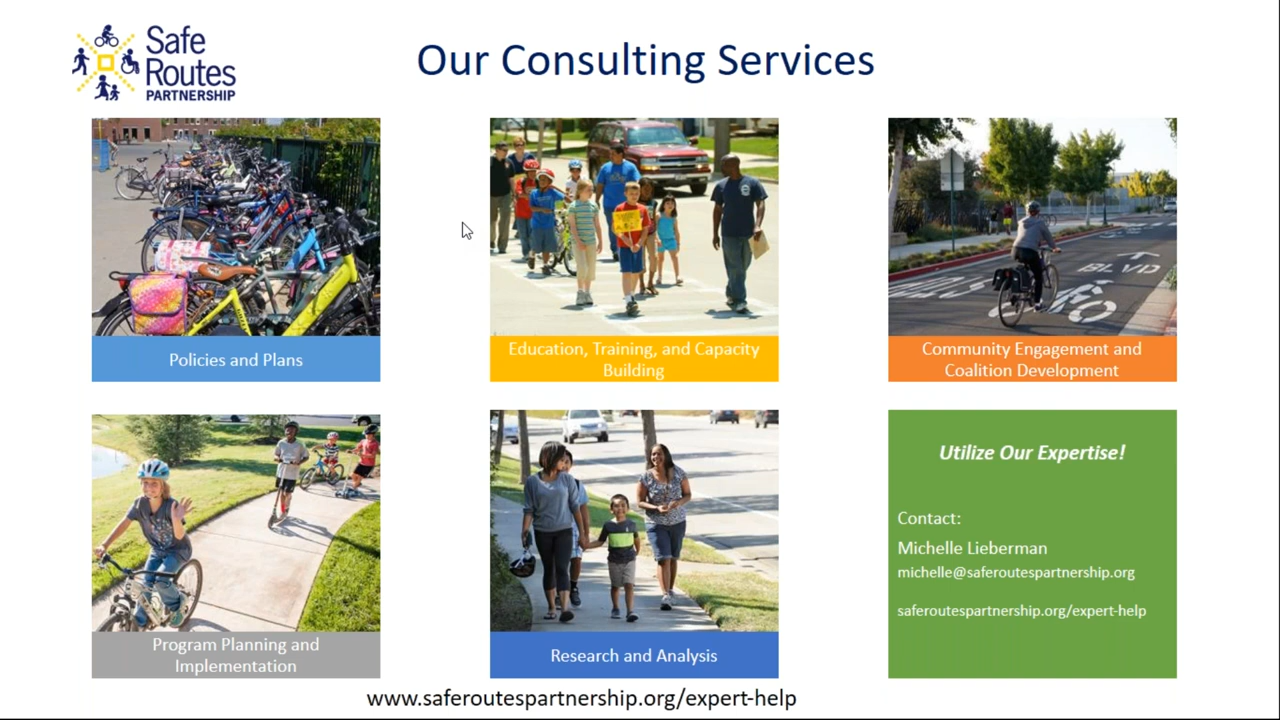 Safe
Routes
PARTNERSHIP
Our Consulting Services
BLVD
Policies and Plans
Education, Training, and Capacity
Building
Community Engagement and
Coalition Development
Program Planning and
Implementation
Research and Analysis
Utilize Our Expertise!
Contact:
Michelle Lieberman
michelle@saferoutespartnership.org
saferoutespartnership.org/expert-help
www.saferoutespartnership.org/expert-help